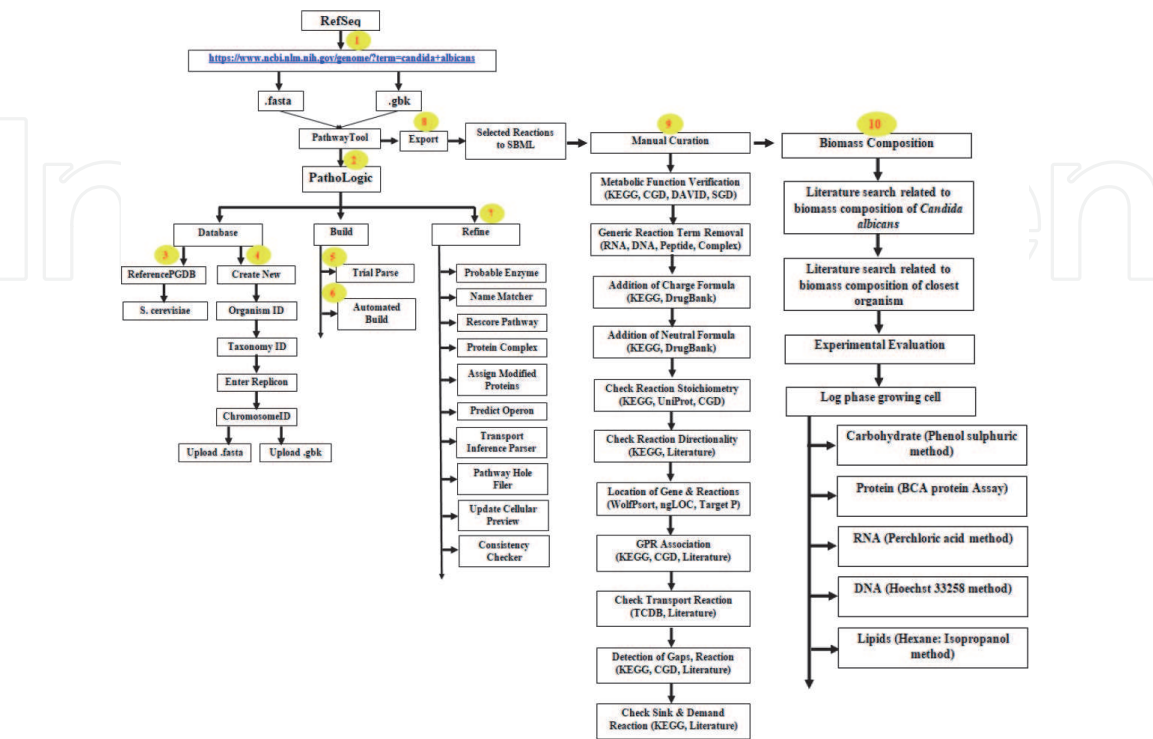 RefSeq
1
https://www.ncbi.nlm.nih.gov/genome/?term=candida+albicans
.fasta
.gbk
PathwayTool
8
Export
Selected Reactions
to SBML
2
PathoLogic
Database
Build
7
Refine
3
ReferencePGDB
S. cerevisiae
4
Create New
Organism ID
Taxonomy ID
Enter Replicon
ChromosomeID
Upload .fasta
Upload .gbk
5
Trial Parse
6
Automated
Build
Probable Enzyme
Name Matcher
Rescore Pathway
Protein Complex
Assign Modified
Proteins
Predict Operon
Transport
Inference Parser
Pathway Hole
Filer
Update Cellular
Preview
Consistency
Checker
9
Manual Curation
Metabolic Function Verification
(KEGG, CGD, DAVID, SGD)
Generic Reaction Term Removal
(RNA, DNA, Peptide, Complex)
Addition of Charge Formula
(KEGG, DrugBank)
Addition of Neutral Formula
(KEGG, DrugBank)
Check Reaction Stoichiometry
(KEGG, UniProt, CGD)
Check Reaction Directionality
(KEGG, Literature)
Location of Gene & Reactions
(WolfPsort, ngLOC, Target P)
GPR Association
(KEGG, CGD, Literature)
Check Transport Reaction
(TCDB, Literature)
Detection of Gaps, Reaction
(KEGG, CGD, Literature)
Check Sink & Demand
Reaction (KEGG, Literature)
10
Biomass Composition
Literature search related to
biomass composition of Candida
albicans
Literature search related to
biomass composition of closest
organism
Experimental Evaluation
Log phase growing cell
Carbohydrate (Phenol sulphuric
method)
Protein (BCA protein Assay)
RNA (Perchloric acid method)
DNA (Hoechst 33258 method)
Lipids (Hexane: Isopropanol
method)